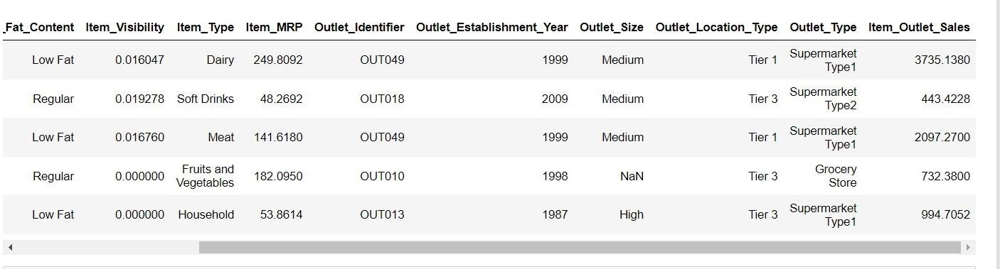 _Fat_Content Item_Visibility Item_Type Item_MRP Outlet_Identifier Outlet_Establishment_Year Outlet_Size Outlet_Location_Type Outlet_Type Item_Outlet_Sales
Low Fat 0.016047 Dairy 249.8092 OUT049 1999 Medium Tier 1 Supermarket Type1 3735.1380
Regular 0.019278 Soft Drinks 48.2692 OUT018 2009 Medium Tier 3 Supermarket Type2 443.4228
Low Fat 0.016760 Meat 141.6180 OUT049 1999 Medium Tier 1 Supermarket Type1 2097.2700
Regular 0.000000 Fruits and Vegetables 182.0950 OUT010 1998 NaN Tier 3 Grocery Store 732.3800
Low Fat 0.000000 Household 53.8614 OUT013 1987 High Tier 3 Supermarket Type1 994.7052